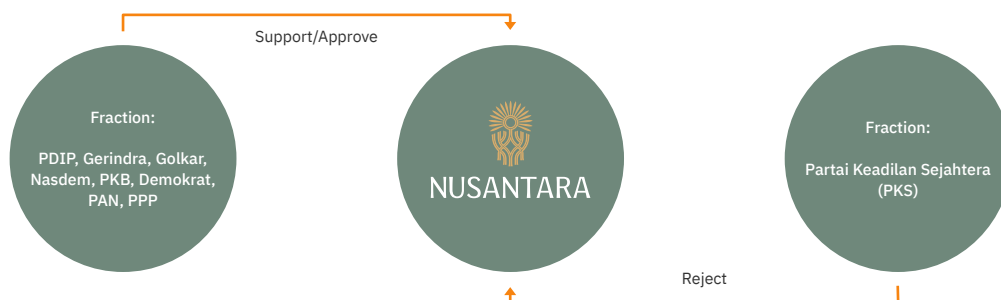 Support/Approve
Fraction:
PDIP, Gerindra, Golkar,
Nasdem, PKB, Demokrat,
PAN, PPP
NUSANTARA
Fraction:
Partai Keadilan Sejahtera
(PKS)
Reject